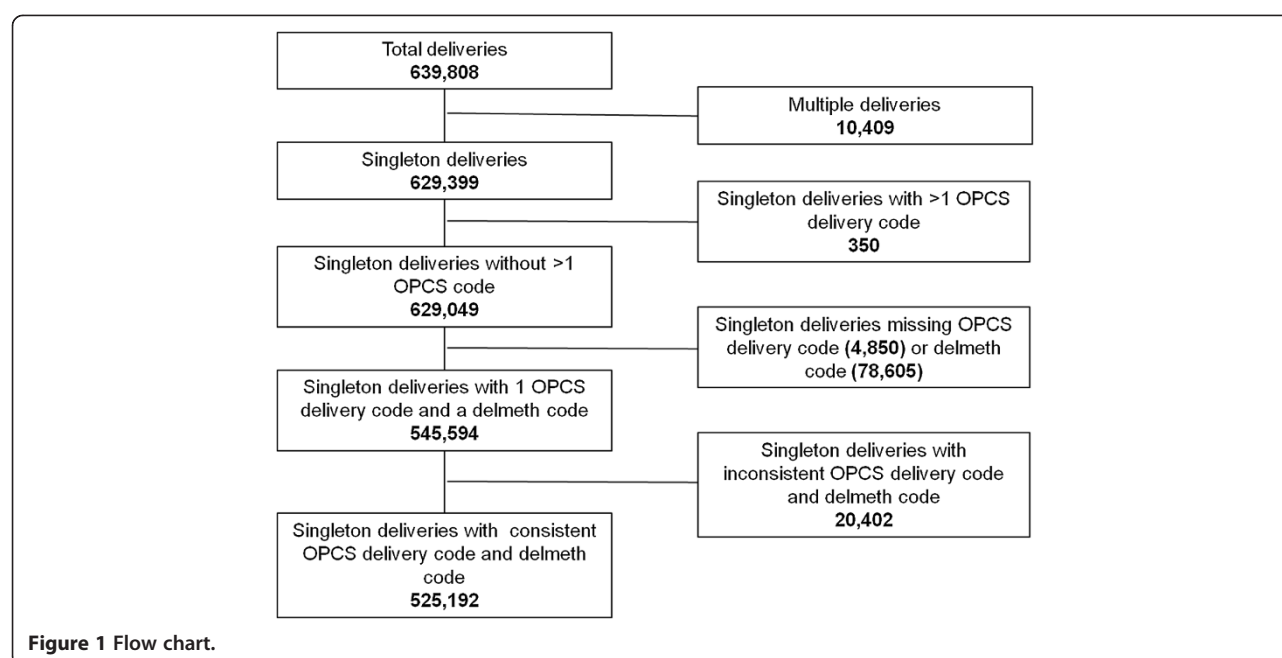 Total deliveries
639,808
Multiple deliveries
10,409
Singleton deliveries
629,399
Singleton deliveries with >1 OPCS
delivery code
350
Singleton deliveries without >1
OPCS code
629,049
Singleton deliveries missing OPCS
delivery code (4,850) or delmeth
code (78,605)
Singleton deliveries with 1 OPCS
delivery code and a delmeth code
545,594
Singleton deliveries with
inconsistent OPCS delivery code
and delmeth code
20,402
Singleton deliveries with consistent
OPCS delivery code and delmeth
code
525,192
Figure 1 Flow chart.